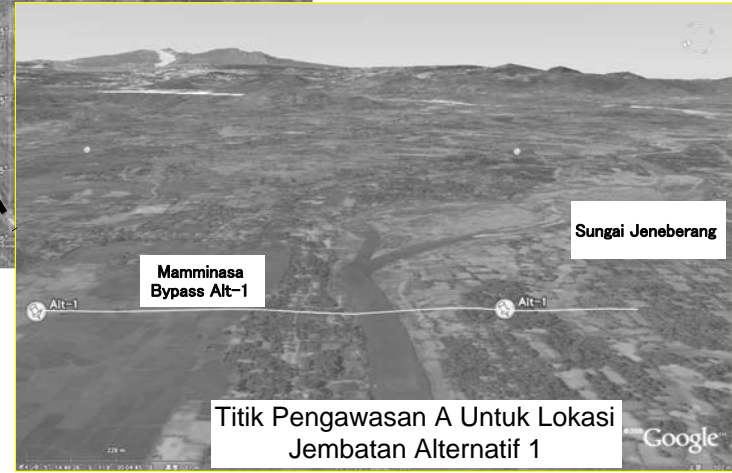 Sungai Jeneberang
Mamminasa
Bypass Alt-1
Alt-1
Alt-1
Titik Pengawasan A Untuk Lokasi
Jembatan Alternatif 1
Google